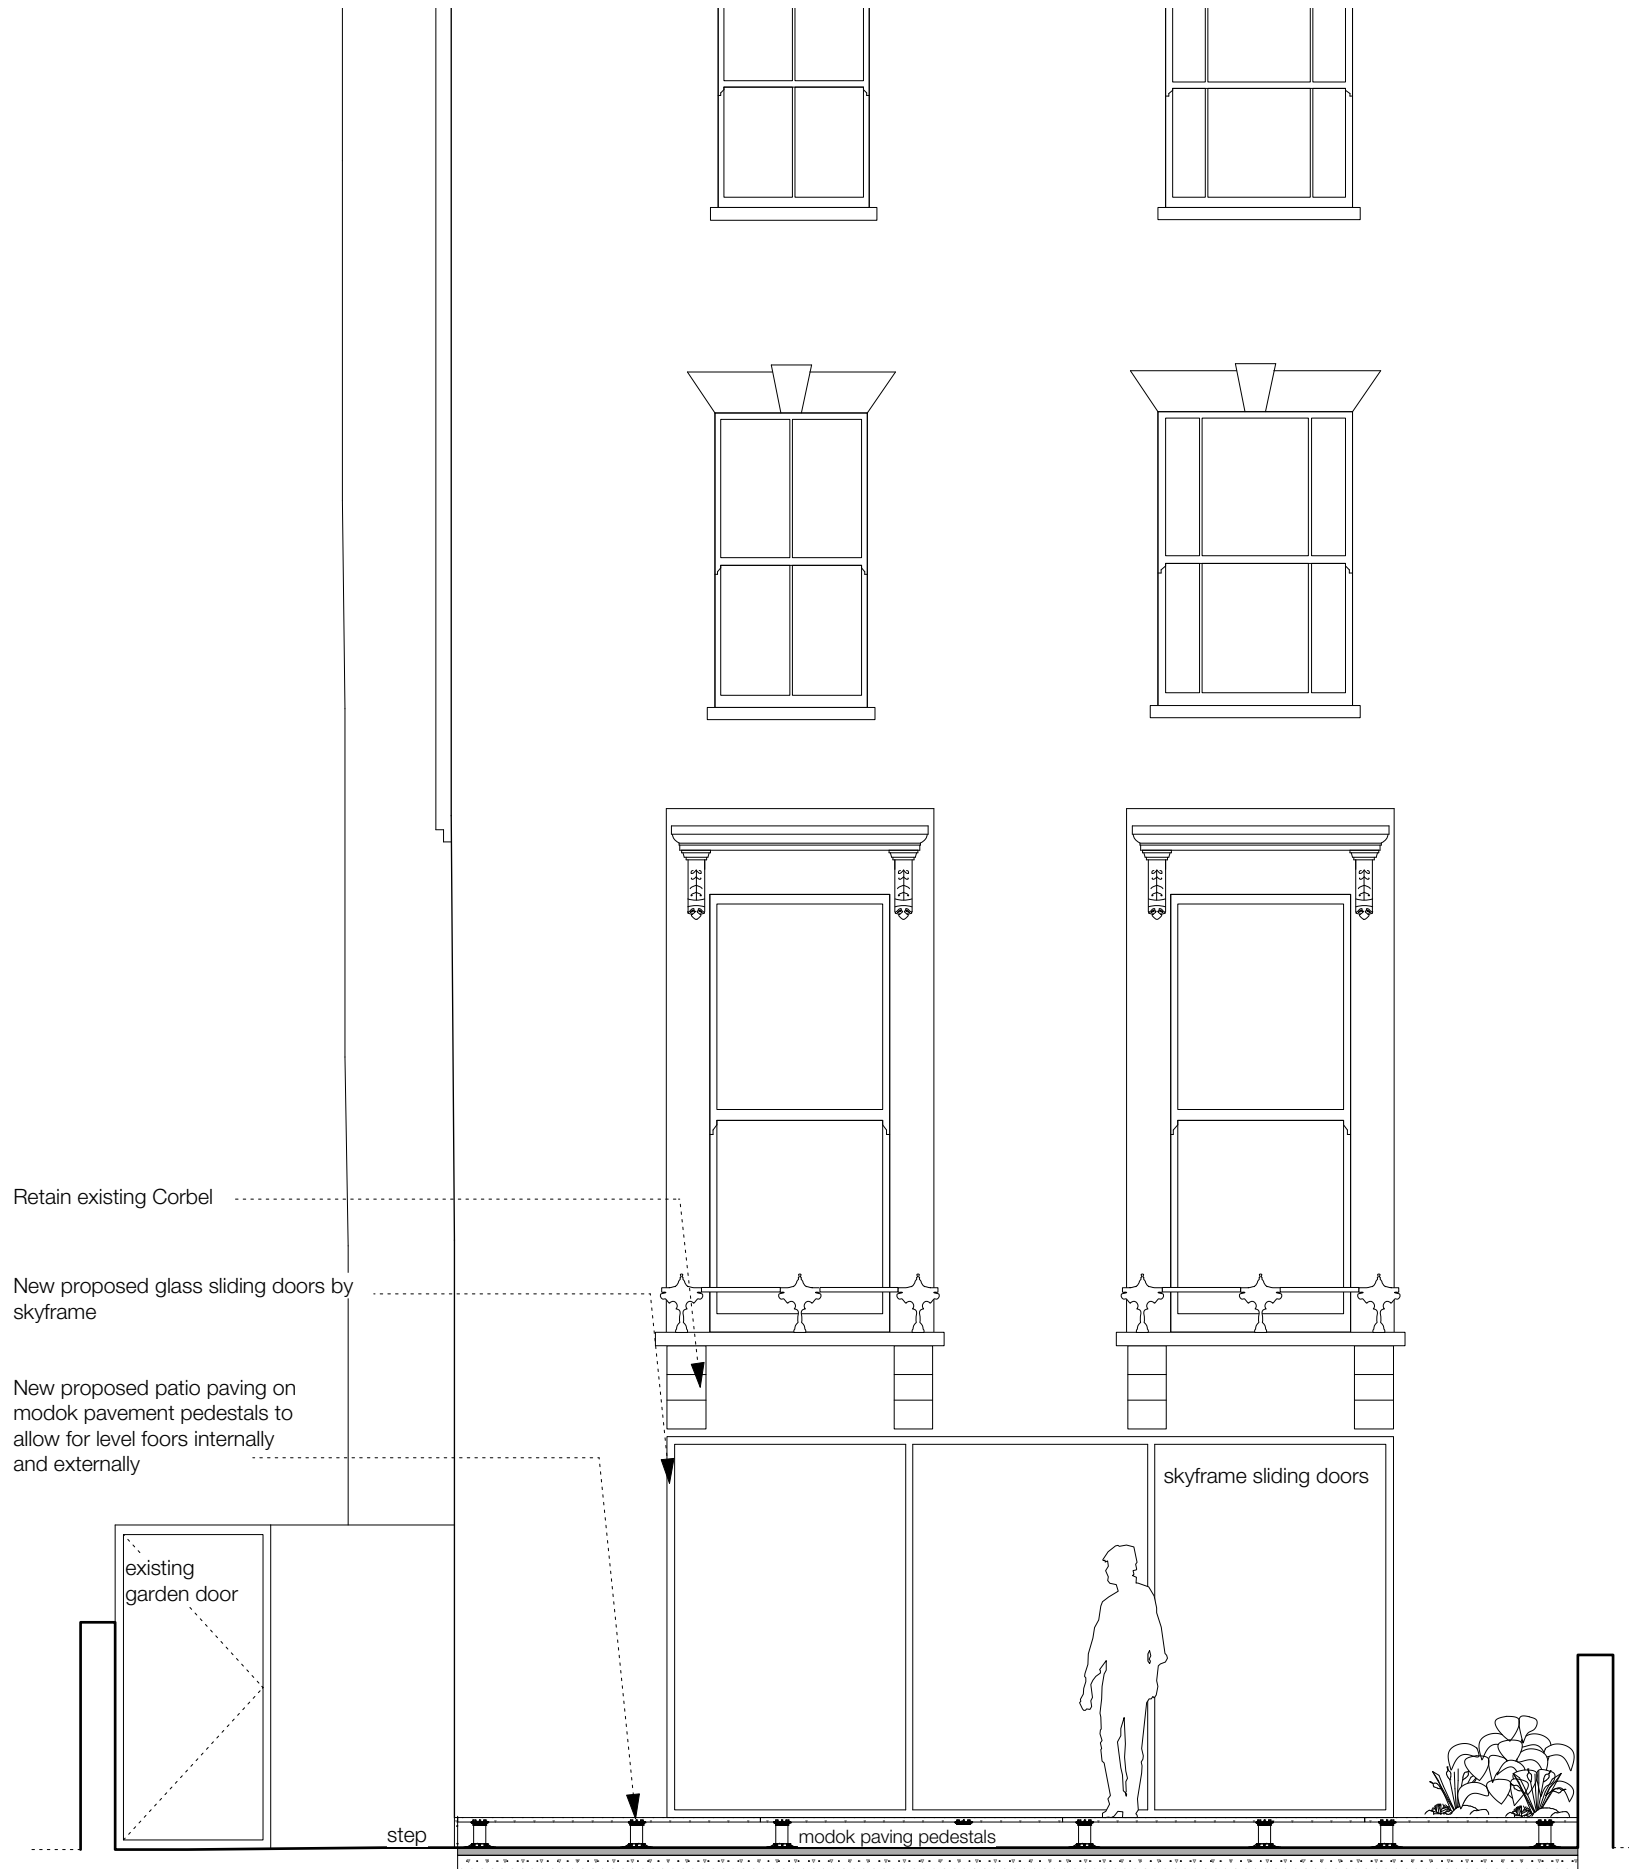 Retain existing Corbel
New proposed glass sliding doors by
skyframe
New proposed patio paving on
modok pavement pedestals to
allow for level foors internally
and externally
skyframe sliding doors
existing
garden door
step
modok paving pedestals